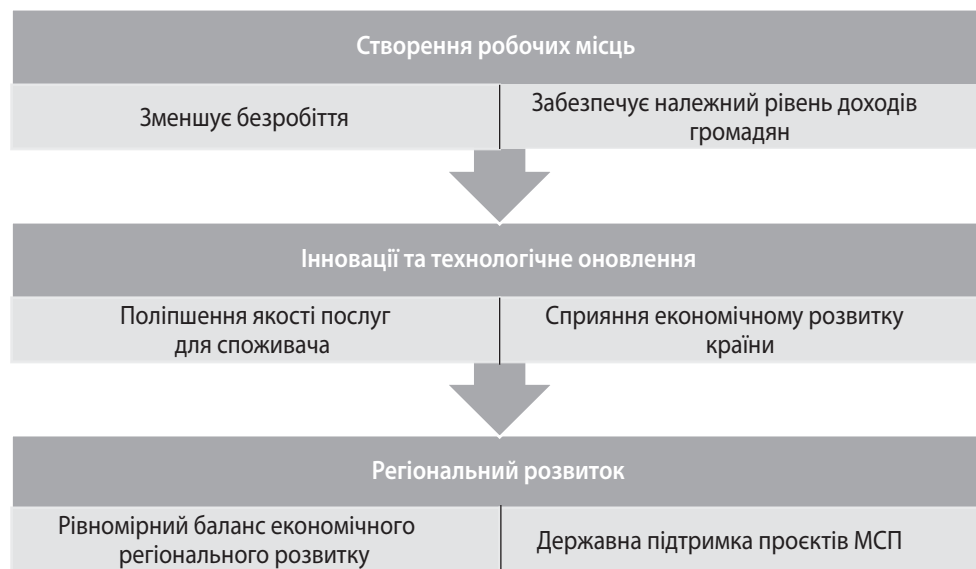 Створення робочих місць
Зменшує безробіття
Забезпечує належний рівень доходів
громадян
Інновації та технологічне оновлення
Поліпшення якості послуг
для споживача
Сприяння економічному розвитку
країни
Регіональний розвиток
Рівномірний баланс економічного
регіонального розвитку
Державна підтримка проєктів МСП